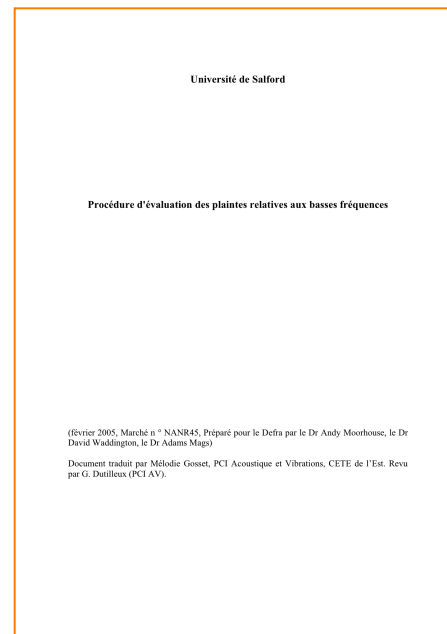 Université de Salford
Procédure d'évaluation des plaintes relatives aux basses fréquences
(février 2005, Marché n ° NANR45, Préparé pour le Defra par le Dr Andy Moorhouse, le Dr
David Waddington, le Dr Adams Mags)
Document traduit par Mélodie Gosset, PCI Acoustique et Vibrations, CETE de l'Est. Revu
par G. Dutilleux (PCI AV).